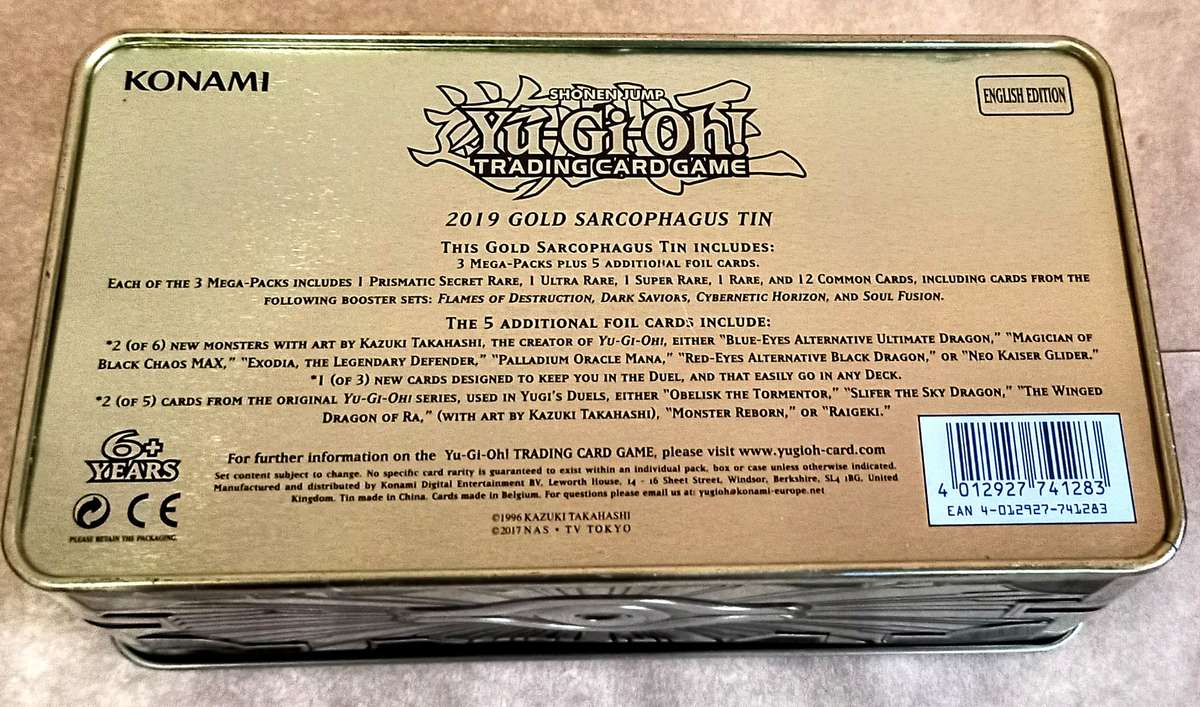 KONAMI
SHONEN JUMP
Yu-Gi-Oh!
TRADING CARD GAME
ENGLISH EDITION
2019 GOLD SARCOPHAGUS TIN
THIS GOLD SARCOPHAGUS TIN INCLUDES:
3 MEGA-PACKS PLUS 5 ADDITIONAL FOIL CARDS.
EACH OF THE 3 MEGA-PACKS INCLUDES 1 PRISMATIC SECRET RARE, 1 ULTRA RARE, 1 SUPER RARE, 1 RARE, AND 12 COMMON CARDS, INCLUDING CARDS FROM THE
FOLLOWING BOOSTER SETS: FLAMES OF DESTRUCTION, DARK SAVIORS, CYBERNETIC HORIZON, AND SOUL FUSION.
THE 5 ADDITIONAL FOIL CARDS INCLUDE:
*2 (OF 6) NEW MONSTERS WITH ART BY KAZUKI TAKAHASHI, THE CREATOR OF YU-GI-OH!, EITHER "BLUE-EYES ALTERNATIVE ULTIMATE DRAGON," "MAGICIAN OF
BLACK CHAOS MAX," "EXODIA, THE LEGENDARY DEFENDER," "PALLADIUM ORACLE MANA," "RED-EYES ALTERNATIVE BLACK DRAGON," OR "NEO KAISER GLIDER."
*1 (OF 3) NEW CARDS DESIGNED TO KEEP YOU IN THE DUEL, AND THAT EASILY GO IN ANY DECK.
*2 (OF 5) CARDS FROM THE ORIGINAL YU-GI-OH! SERIES, USED IN YUGI'S DUELS, EITHER "OBELISK THE TORMENTOR," "SLIFER THE SKY DRAGON," "THE WINGED
DRAGON OF RA," (WITH ART BY KAZUKI TAKAHASHI), "MONSTER REBORN," OR "RAIGEKI."
6+
YEARS
CE
PLEASE RETAIN THE PACKAGING.
For further information on the Yu-Gi-Oh! TRADING CARD GAME, please visit www.yugioh-card.com
Set content subject to change. No specific card rarity is guaranteed to exist within an individual pack, box or case unless otherwise indicated.
Manufactured and distributed by Konami Digital Entertainment BV, Leworth House, 14 - 16 Sheet Street, Windsor, Berkshire, SL4 1BG, United
Kingdom. Tin made in China. Cards made in Belgium. For questions please email us at: yugioh@konami-europe.net
©1996 KAZUKI TAKAHASHI
©2017 NAS • TV TOKYO
4 012927 741283
EAN 4-012927-741283